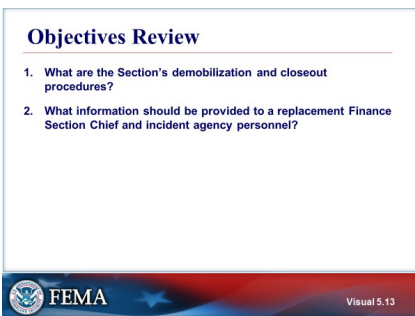 Objectives Review
1. What are the Section's demobilization and closeout
procedures?
2. What information should be provided to a replacement Finance
Section Chief and incident agency personnel?
FEMA
Visual 5.13